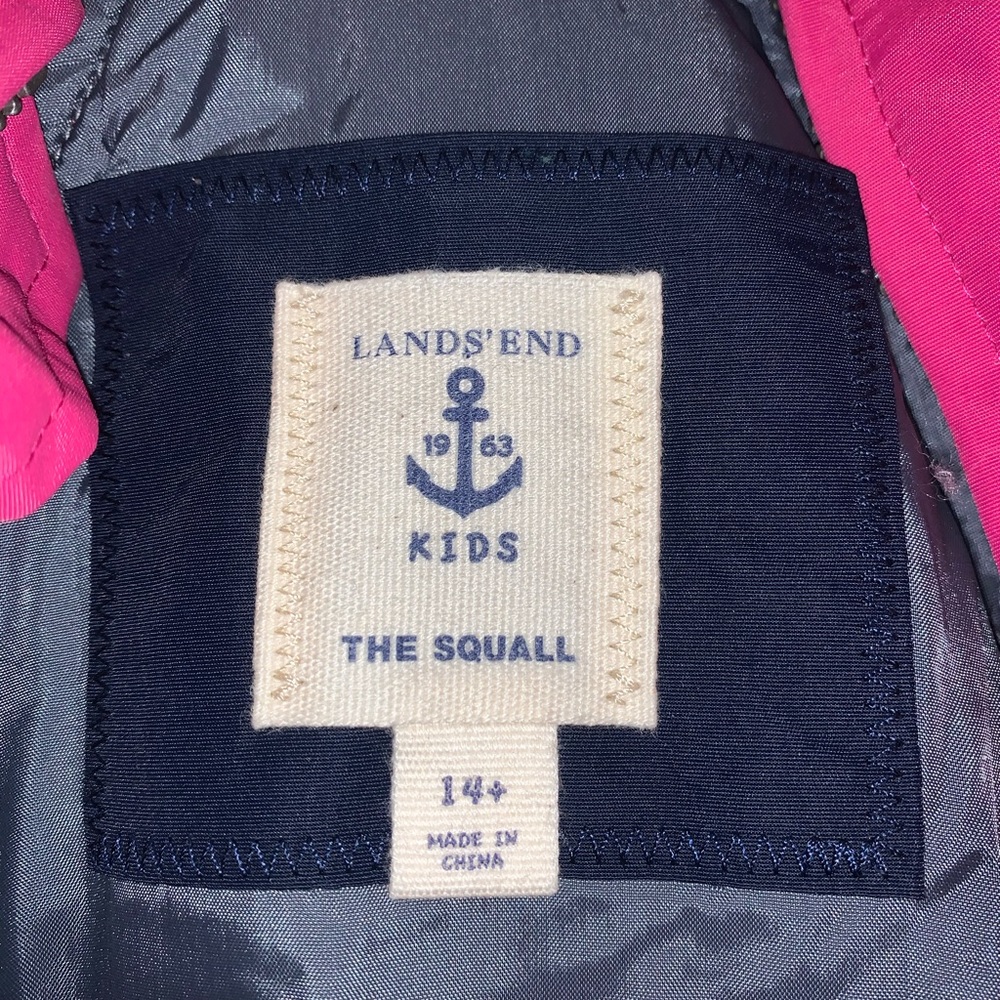 LANDS' END
19 63
KIDS
THE SQUALL
14+
MADE IN
CHINA